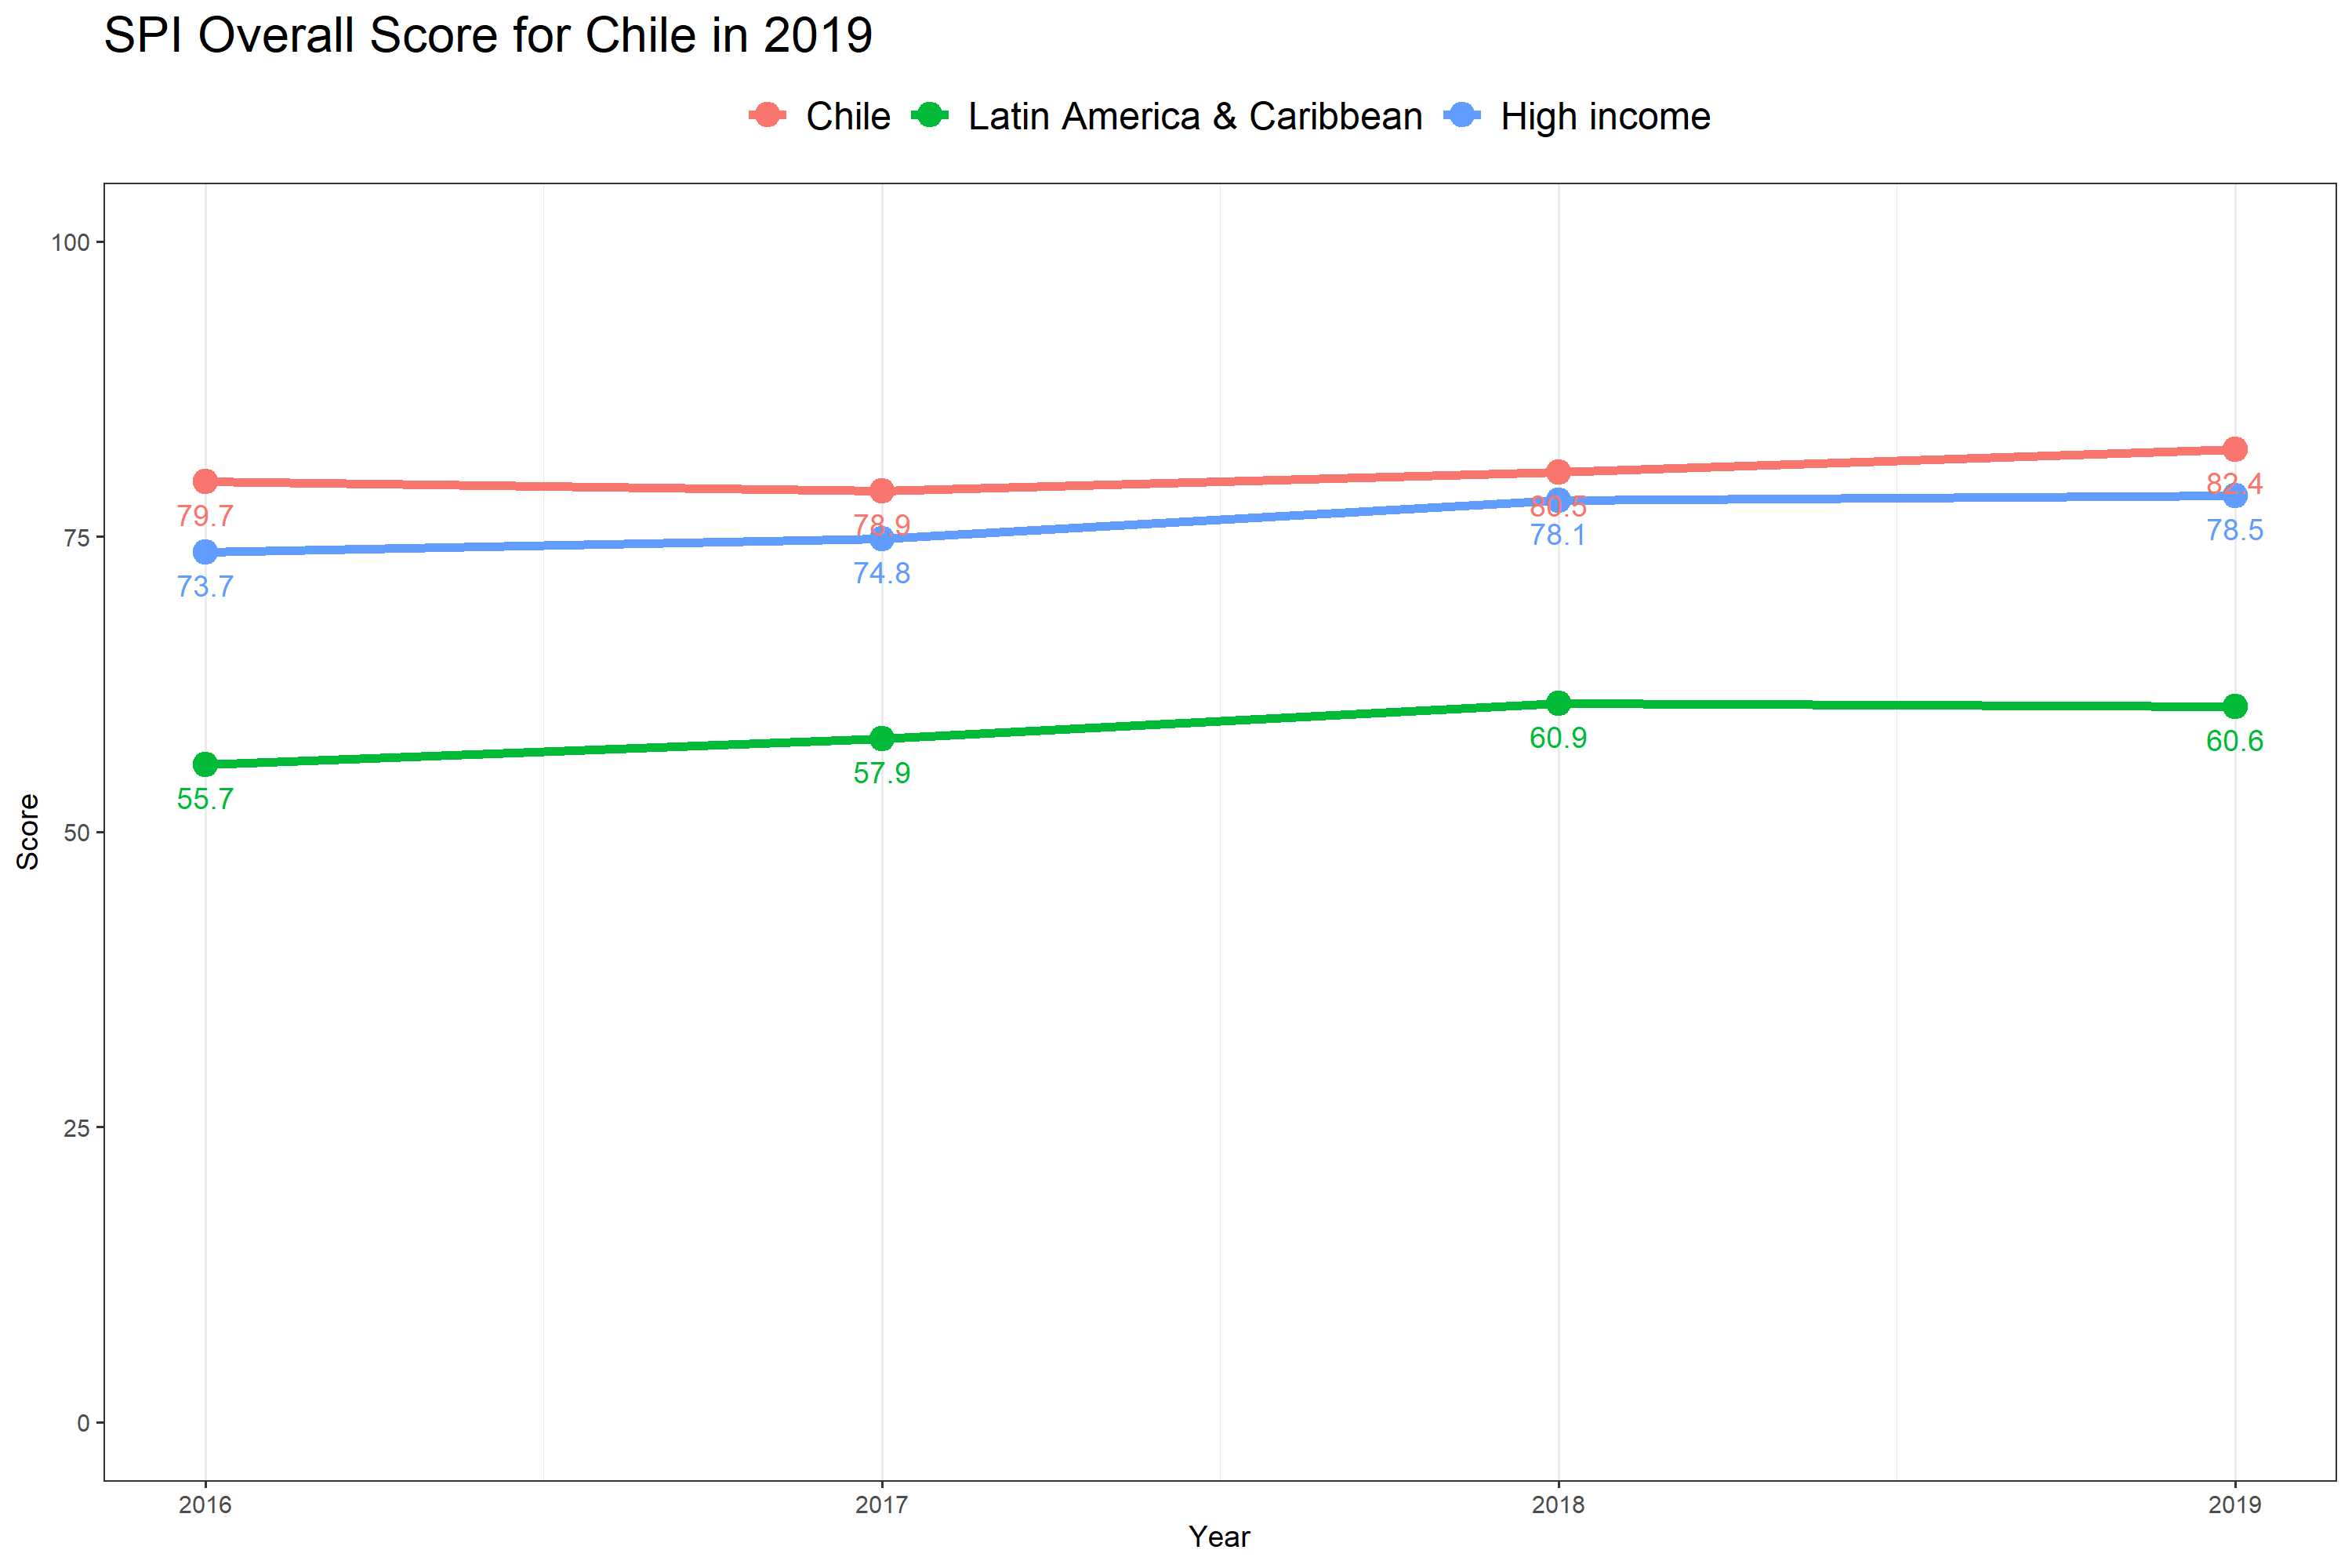 SPI Overall Score for Chile in 2019
Chile Latin America & Caribbean High income
100
75
50
25
0
Score
79.7 78.9 80.5 82.4
73.7 74.8 78.1 78.5
55.7 57.9 60.9 60.6
2016 2017 2018 2019
Year